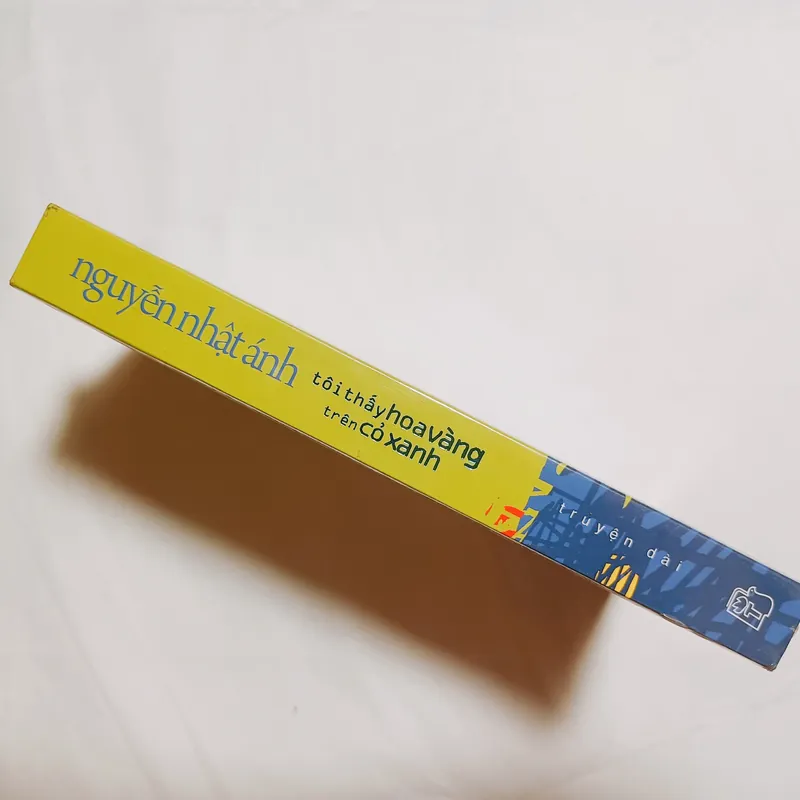 nguyễn nhật ánh
tôi thấy hoa vàng
trên cỏ xanh
truyện dài